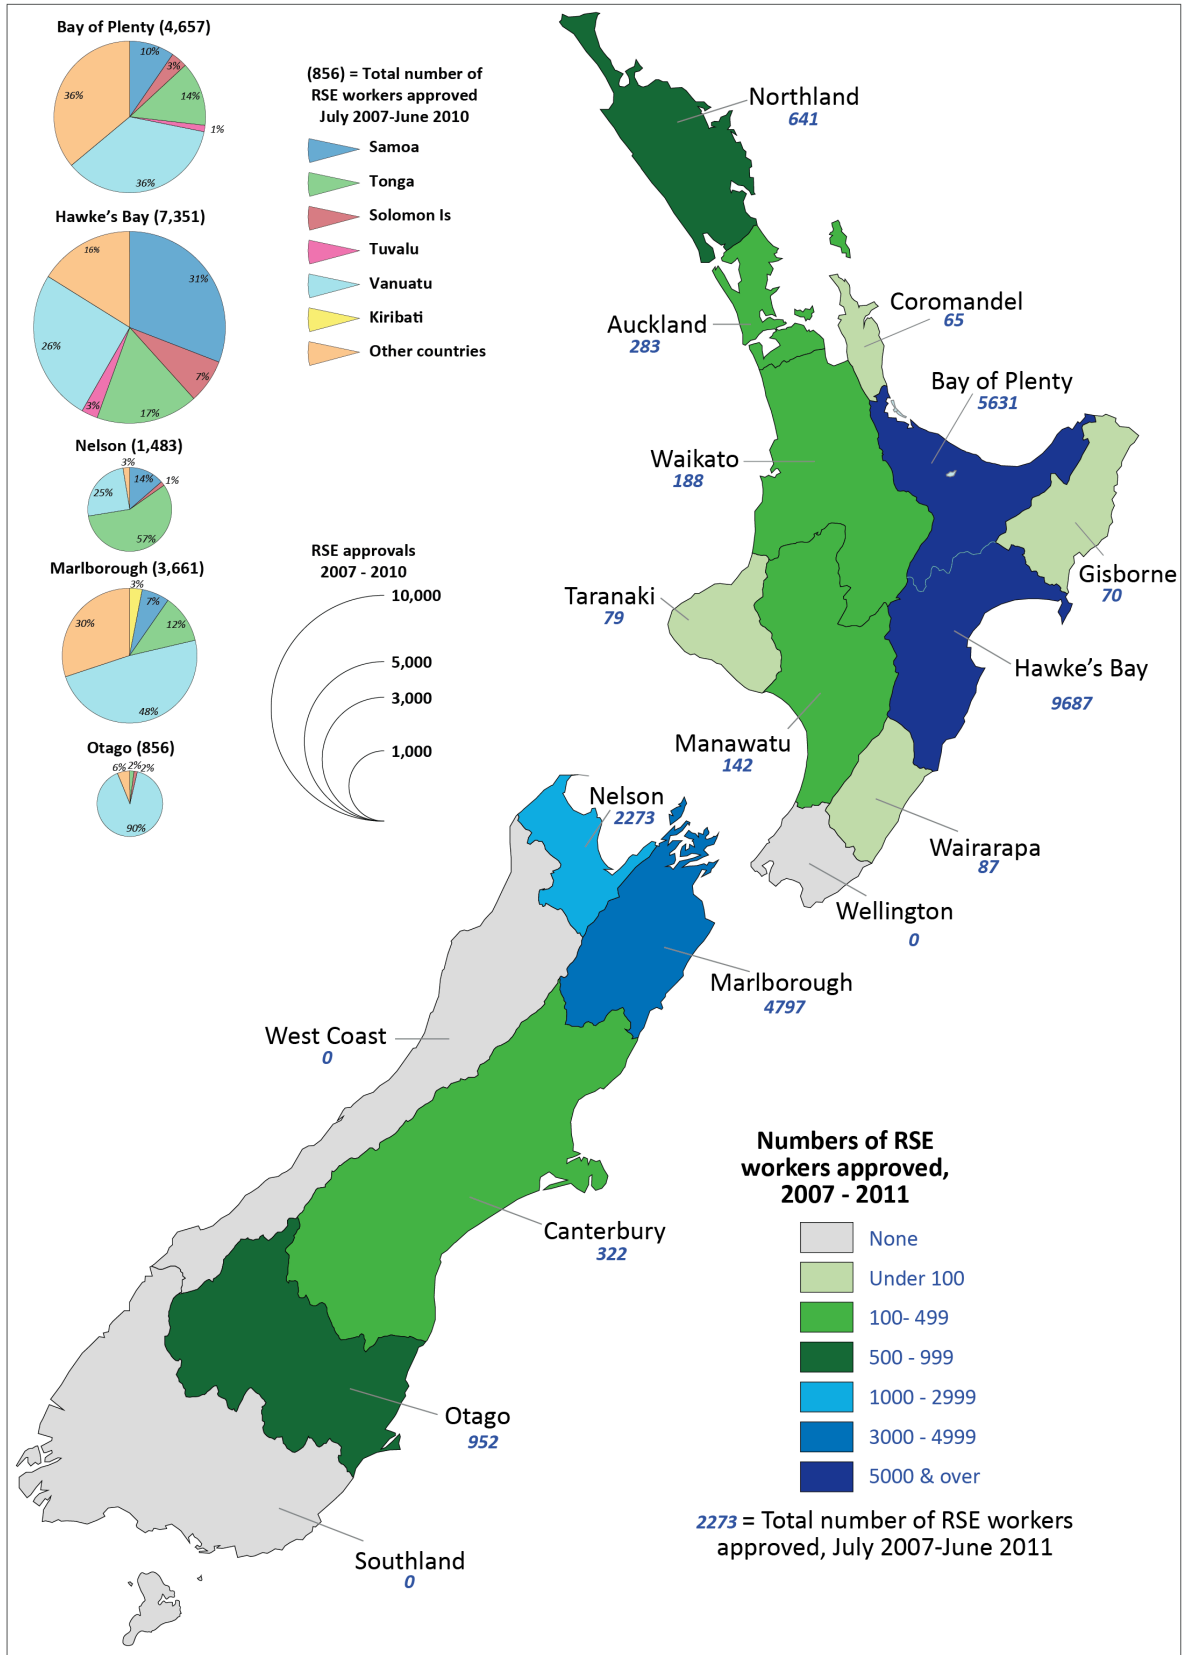 Bay of Plenty (4,657)
10%
3%
14%
1%
36%
36%
Hawke's Bay (7,351)
31%
7%
17%
3%
26%
16%
Nelson (1,483)
3%
14%
1%
25%
57%
Marlborough (3,661)
3%
7%
12%
30%
48%
Otago (856)
6%
2%
2%
90%
(856) = Total number of
RSE workers approved
July 2007-June 2010
Samoa
Tonga
Solomon Is
Tuvalu
Vanuatu
Kiribati
Other countries
RSE approvals
2007 - 2010
10,000
5,000
3,000
1,000
Northland
641
Auckland
283
Coromandel
65
Bay of Plenty
5631
Waikato
188
Gisborne
70
Taranaki
79
Hawke's Bay
9687
Manawatu
142
Wairarapa
87
Wellington
0
Nelson
2273
Marlborough
4797
West Coast
0
Canterbury
322
Otago
952
Southland
0
Numbers of RSE
workers approved,
2007 - 2011
None
Under 100
100- 499
500 - 999
1000 - 2999
3000 - 4999
5000 & over
2273 = Total number of RSE workers
approved, July 2007-June 2011